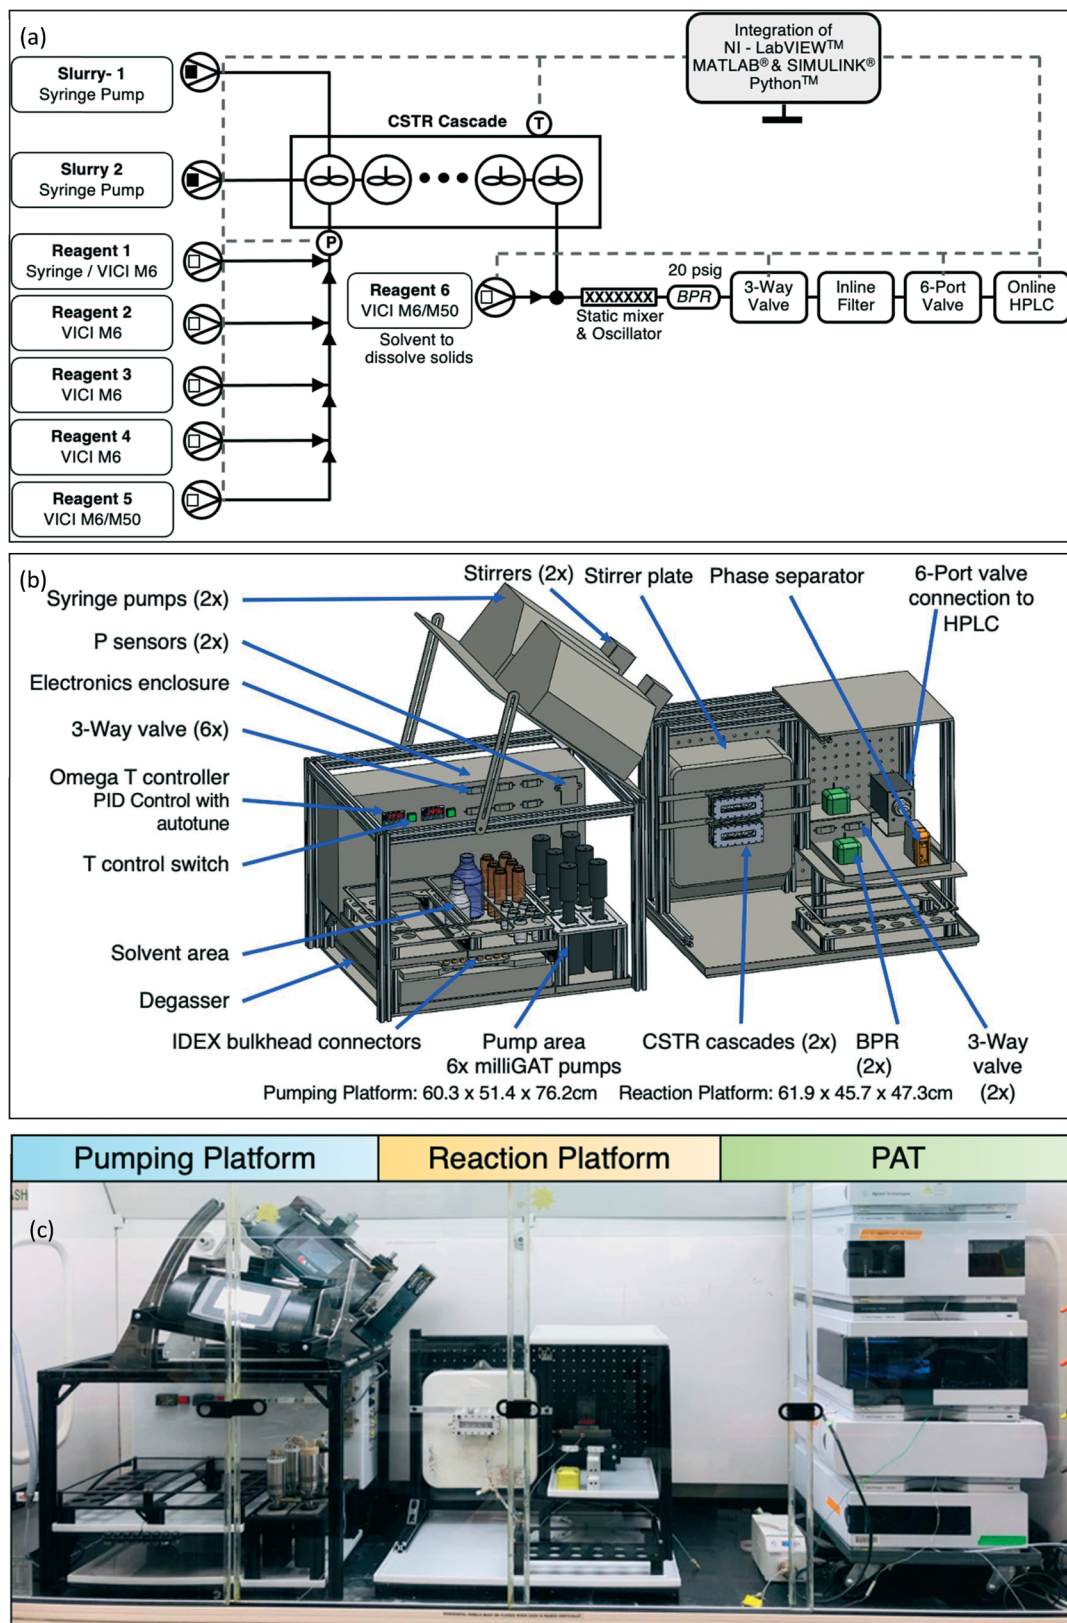 (a)
Integration of
NI - LabVIEW™
MATLAB® & SIMULINK®
Python™
Slurry- 1
Syringe Pump
CSTR Cascade
T
Slurry 2
Syringe Pump
P
Reagent 1
Syringe / VICI M6
Reagent 2
VICI M6
Reagent 3
VICI M6
Reagent 4
VICI M6
Reagent 5
VICI M6/M50
Reagent 6
VICI M6/M50
Solvent to
dissolve solids
XXXXXXX
Static mixer
& Oscillator
20 psig
BPR
3-Way
Valve
Inline
Filter
6-Port
Valve
Online
HPLC
(b)
Syringe pumps (2x)
Stirrers (2x)
Stirrer plate
Phase separator
6-Port valve
connection to
HPLC
P sensors (2x)
Electronics enclosure
3-Way valve (6x)
Omega T controller
PID Control with
autotune
T control switch
Solvent area
Degasser
IDEX bulkhead connectors
Pump area
6x milliGAT pumps
CSTR cascades (2x)
BPR
(2x)
3-Way
valve
(2x)
Pumping Platform: 60.3 x 51.4 x 76.2cm
Reaction Platform: 61.9 x 45.7 x 47.3cm
Pumping Platform
Reaction Platform
PAT
(c)
Agilent Technologies